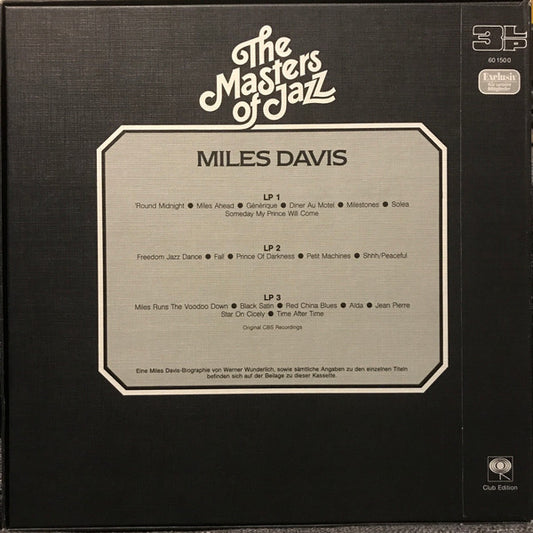 The
Masters
of Jazz
3LP
60 150 0
Exclusiv
für unsere
Mitglieder
MILES DAVIS
LP 1
'Round Midnight ● Miles Ahead ● Générique ● Diner Au Motel ● Milestones ● Solea
Someday My Prince Will Come
LP 2
Freedom Jazz Dance ● Fall ● Prince Of Darkness ● Petit Machines ● Shhh/Peaceful
LP 3
Miles Runs The Voodoo Down ● Black Satin ● Red China Blues ● Aïda ● Jean Pierre
Star On Cicely ● Time After Time
Original CBS Recordings
Eine Miles Davis-Biographie von Werner Wunderlich, sowie sämtliche Angaben zu den einzelnen Titeln
befinden sich auf der Beilage zu dieser Kassette.
Club Edition